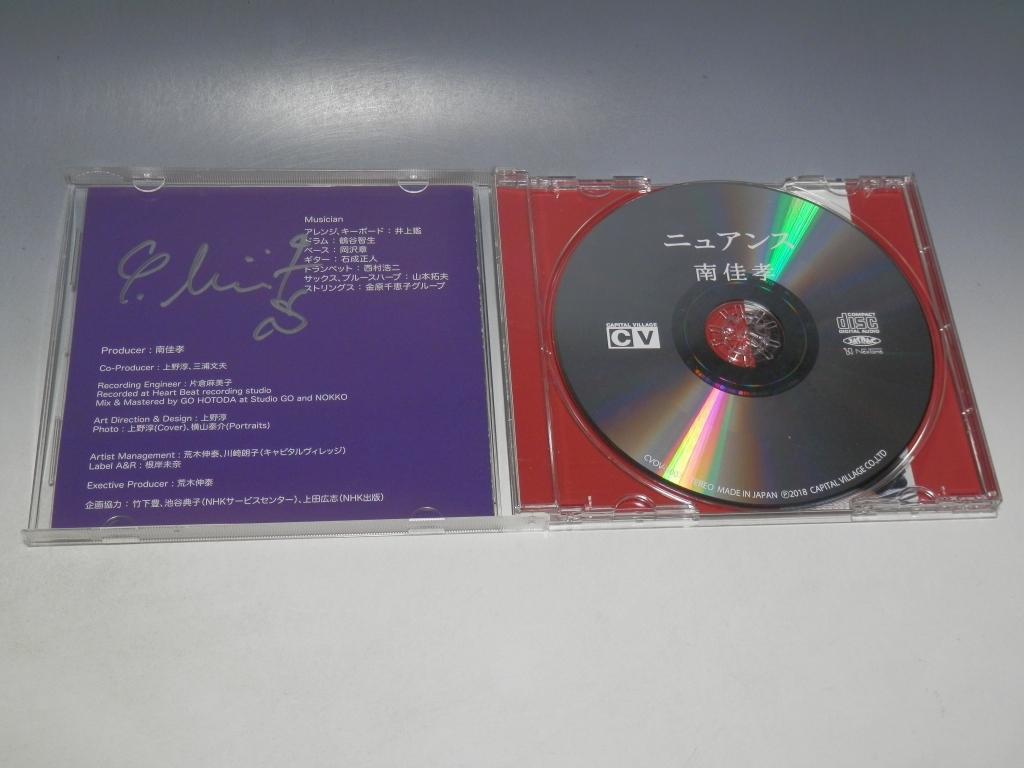 Musician
アレンジ、キーボード：井上鑑
ドラム：鶴谷智生
ベース：岡沢章
ギター：石成正人
トランペット：西村浩二
サックス、ブルースハープ：山本拓夫
ストリングス：金原千恵子グループ
Producer：南佳孝
Co-Producer：上野淳、三浦文夫
Recording Engineer：片倉麻美子
Recorded at Heart Beat recording studio
Mix & Mastered by GO HOTODA at Studio GO and NOKKO
Art Direction & Design：上野淳
Photo：上野淳(Cover)、横山泰介(Portraits)
Artist Management：荒木伸泰、川崎朗子（キャピタルヴィレッジ）
Label A&R：根岸未奈
Exective Producer：荒木伸泰
企画協力：竹下豊、池谷典子（NHKサービスセンター）、上田広志（NHK出版）
ニュアンス
南佳孝
CAPITAL VILLAGE
CV
COMPACT
disc
DIGITAL AUDIO
STEREO MADE IN JAPAN ℗2018 CAPITAL VILLAGE CO.,LTD